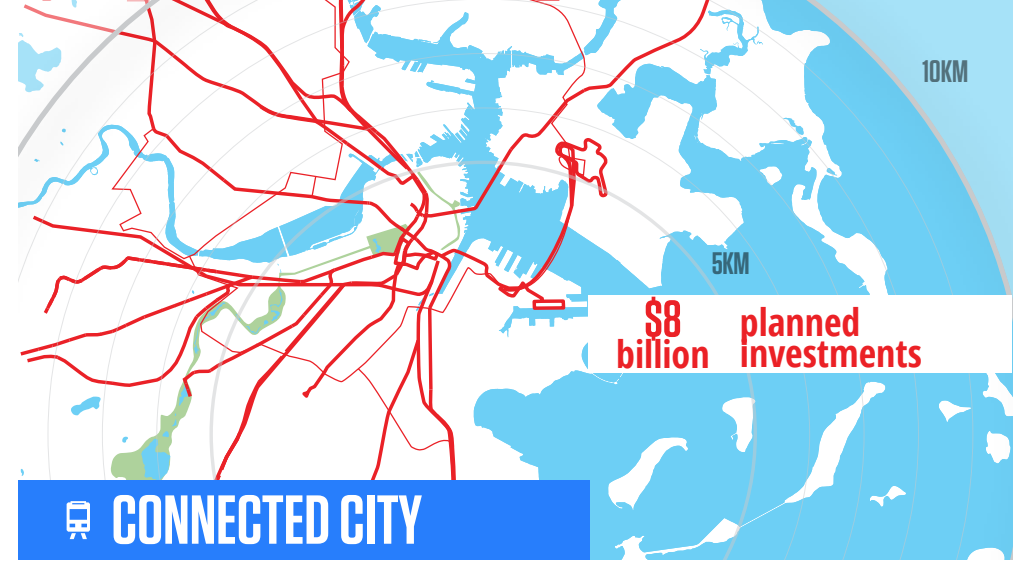 10KM
5KM
$8
billion
planned
investments
CONNECTED CITY